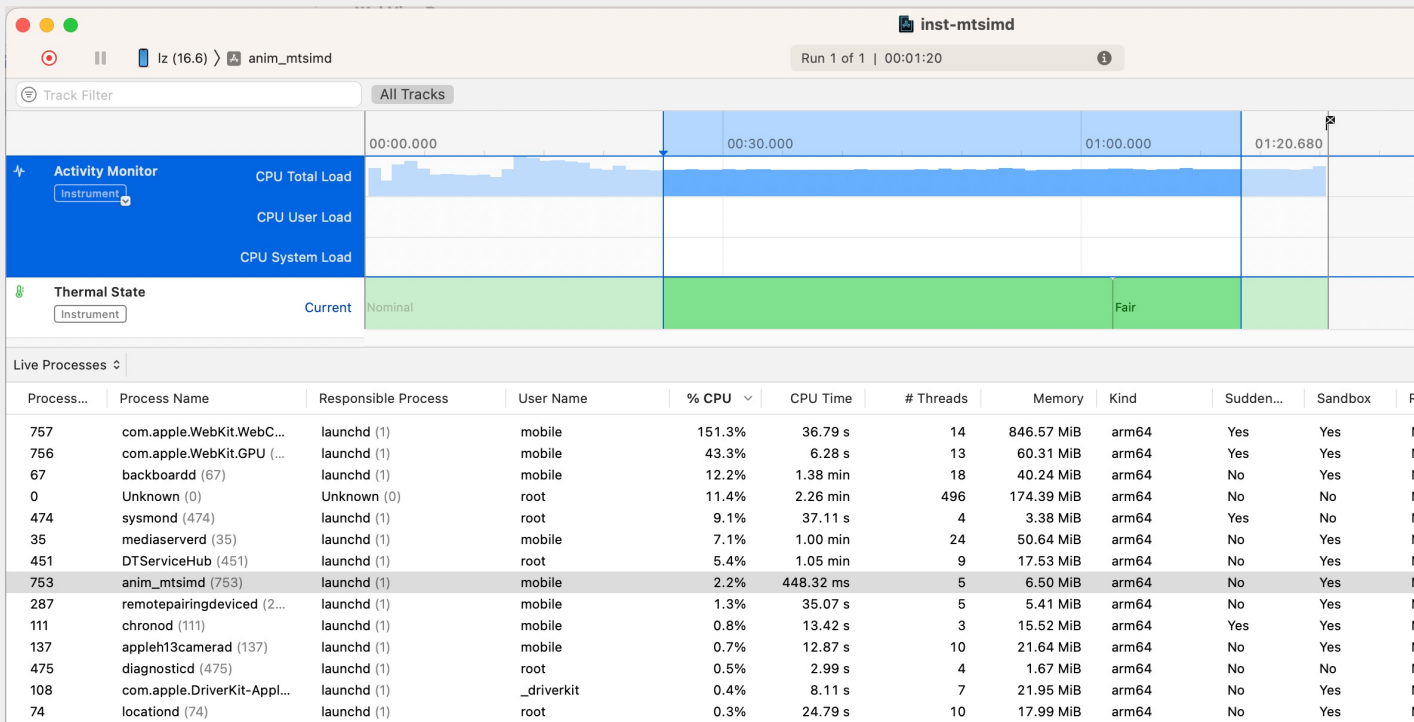 inst-mtsimd
Iz (16.6) 〉 anim_mtsimd
Run 1 of 1 | 00:01:20
Track Filter
All Tracks
00:00.000 00:30.000 01:00.000 01:20.680
Activity Monitor
Instrument
CPU Total Load
CPU User Load
CPU System Load
Thermal State
Instrument
Current
Nominal
Fair
Live Processes
Process... Process Name Responsible Process User Name % CPU CPU Time # Threads Memory Kind Sudden... Sandbox
757 com.apple.WebKit.WebC... launchd (1) mobile 151.3% 36.79 s 14 846.57 MiB arm64 Yes Yes
756 com.apple.WebKit.GPU (... launchd (1) mobile 43.3% 6.28 s 13 60.31 MiB arm64 Yes Yes
67 backboardd (67) launchd (1) mobile 12.2% 1.38 min 18 40.24 MiB arm64 No Yes
0 Unknown (0) Unknown (0) root 11.4% 2.26 min 496 174.39 MiB arm64 No No
474 sysmond (474) launchd (1) root 9.1% 37.11 s 4 3.38 MiB arm64 Yes No
35 mediaserverd (35) launchd (1) mobile 7.1% 1.00 min 24 50.64 MiB arm64 No Yes
451 DTServiceHub (451) launchd (1) root 5.4% 1.05 min 9 17.53 MiB arm64 No Yes
753 anim_mtsimd (753) launchd (1) mobile 2.2% 448.32 ms 5 6.50 MiB arm64 No Yes
287 remotepairingdeviced (2... launchd (1) mobile 1.3% 35.07 s 5 5.41 MiB arm64 No Yes
111 chronod (111) launchd (1) mobile 0.8% 13.42 s 3 15.52 MiB arm64 Yes Yes
137 appleh13camerad (137) launchd (1) mobile 0.7% 12.87 s 10 21.64 MiB arm64 No Yes
475 diagnosticd (475) launchd (1) root 0.5% 2.99 s 4 1.67 MiB arm64 No No
108 com.apple.DriverKit-Appl... launchd (1) _driverkit 0.4% 8.11 s 7 21.95 MiB arm64 No Yes
74 locationd (74) launchd (1) root 0.3% 24.79 s 10 17.99 MiB arm64 No Yes